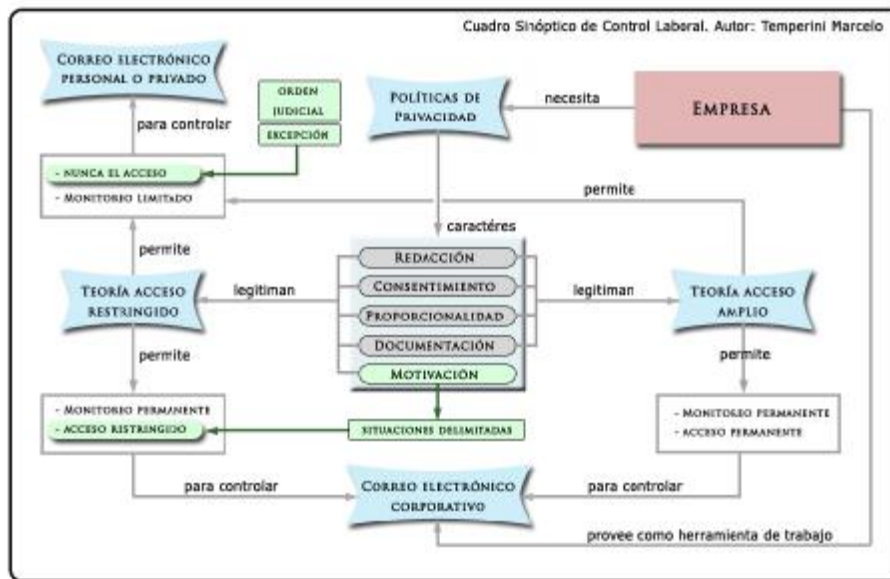 Cuadro Sinóptico de Control Laboral. Autor: Temperini Marcelo
CORREO ELECTRÓNICO
PERSONAL O PRIVADO
ORDEN
JUDICIAL
EXCEPCIÓN
POLÍTICAS DE
PRIVACIDAD
necesita
EMPRESA
para controlar
- NUNCA EL ACCESO
- MONITOREO LIMITADO
permite
caractéres
permite
REDACCIÓN
CONSENTIMIENTO
PROPORCIONALIDAD
DOCUMENTACIÓN
MOTIVACIÓN
TEORÍA ACCESO
RESTRINGIDO
legitiman
legitiman
TEORÍA ACCESO
AMPLIO
permite
permite
- MONITOREO PERMANENTE
- ACCESO RISTRINGIDO
SITUACIONES DELIMITADAS
- MONITOREO PERMANENTE
- ACCESO PERMANENTE
para controlar
CORREO ELECTRÓNICO
CORPORATIVO
para controlar
provee como herramienta de trabajo